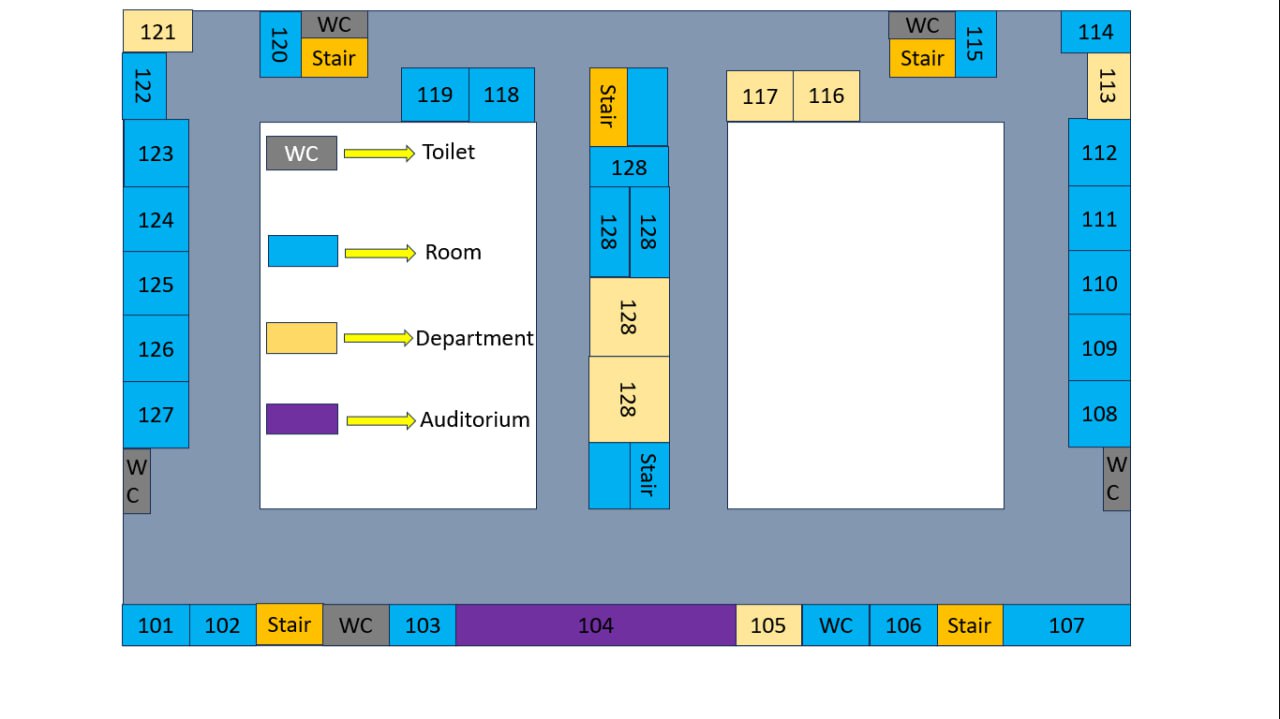 121
120
WC
Stair
WC
Stair
115
114
122
119
118
Stair
117
116
113
123
WC
Toilet
128
112
124
Room
128
128
111
125
110
126
Department
128
109
127
Auditorium
128
108
W
C
Stair
W
C
101
102
Stair
WC
103
104
105
WC
106
Stair
107